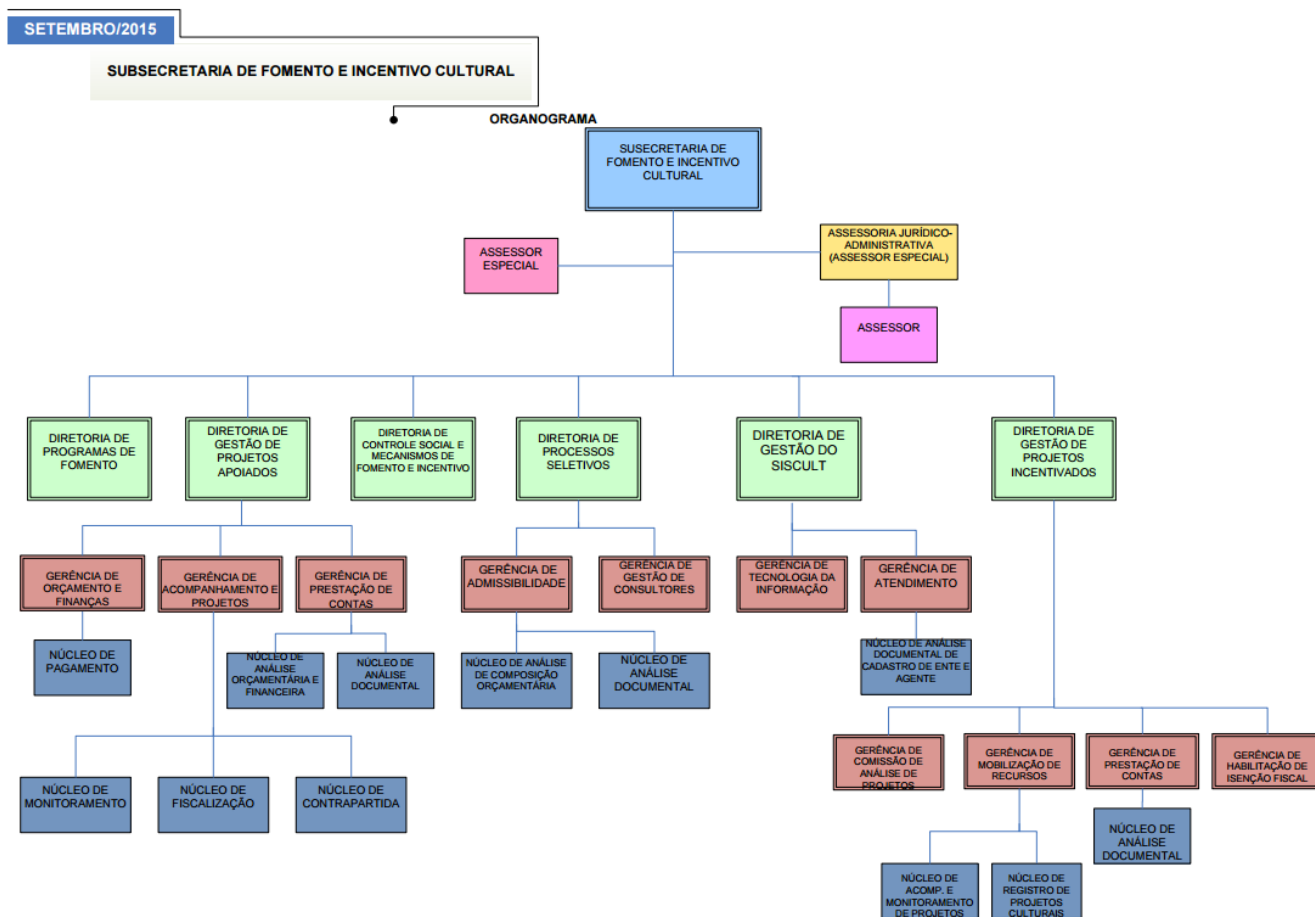 SETEMBRO/2015
SUBSECRETARIA DE FOMENTO E INCENTIVO CULTURAL
ORGANOGRAMA
SUSECRETARIA DE
FOMENTO E INCENTIVO
CULTURAL
ASSESSOR
ESPECIAL
ASSESSORIA JURÍDICO-
ADMINISTRATIVA
(ASSESSOR ESPECIAL)
ASSESSOR
DIRETORIA DE
PROGRAMAS DE
FOMENTO
DIRETORIA DE
GESTÃO DE
PROJETOS
APOIADOS
DIRETORIA DE
CONTROLE SOCIAL E
MECANISMOS DE
FOMENTO E INCENTIVO
DIRETORIA DE
PROCESSOS
SELETIVOS
DIRETORIA DE
GESTÃO DO
SISCULT
DIRETORIA DE
GESTÃO DE
PROJETOS
INCENTIVADOS
GERÊNCIA DE
ORÇAMENTO E
FINANÇAS
GERÊNCIA DE
ACOMPANHAMENTO E
PROJETOS
GERÊNCIA DE
PRESTAÇÃO DE
CONTAS
GERÊNCIA DE
ADMISSIBILIDADE
GERÊNCIA DE
GESTÃO DE
CONSULTORES
GERÊNCIA DE
TECNOLOGIA DA
INFORMAÇÃO
GERÊNCIA DE
ATENDIMENTO
NÚCLEO DE
PAGAMENTO
NÚCLEO DE
ANÁLISE
ORÇAMENTÁRIA E
FINANCEIRA
NÚCLEO DE
ANÁLISE
DOCUMENTAL
NÚCLEO DE ANÁLISE
DE COMPOSIÇÃO
ORÇAMENTÁRIA
NÚCLEO DE
ANÁLISE
DOCUMENTAL
NÚCLEO DE ANÁLISE
DOCUMENTAL DE
CADASTRO DE ENTE E
AGENTE
NÚCLEO DE
MONITORAMENTO
NÚCLEO DE
FISCALIZAÇÃO
NÚCLEO DE
CONTRAPARTIDA
GERÊNCIA DE
COMISSÃO DE
ANÁLISE DE
PROJETOS
GERÊNCIA DE
MOBILIZAÇÃO DE
RECURSOS
GERÊNCIA DE
PRESTAÇÃO DE
CONTAS
GERÊNCIA DE
HABILITAÇÃO DE
ISENÇÃO FISCAL
NÚCLEO DE
ANÁLISE
DOCUMENTAL
NÚCLEO DE
ACOMP. E
MONITORAMENTO
DE PROJETOS
NÚCLEO DE
REGISTRO DE
PROJETOS
CULTURAIS